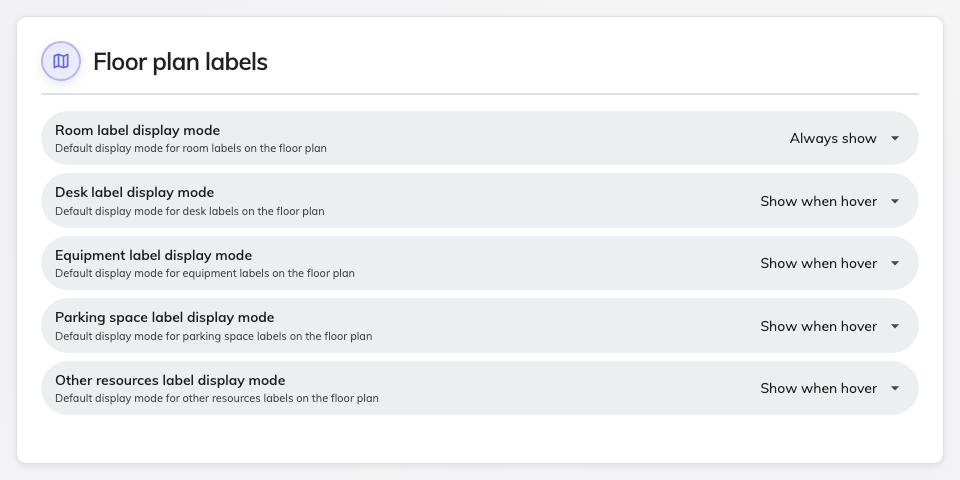 Floor plan labels
Room label display mode
Default display mode for room labels on the floor plan
Always show
Desk label display mode
Default display mode for desk labels on the floor plan
Show when hover
Equipment label display mode
Default display mode for equipment labels on the floor plan
Show when hover
Parking space label display mode
Default display mode for parking space labels on the floor plan
Show when hover
Other resources label display mode
Default display mode for other resources labels on the floor plan
Show when hover